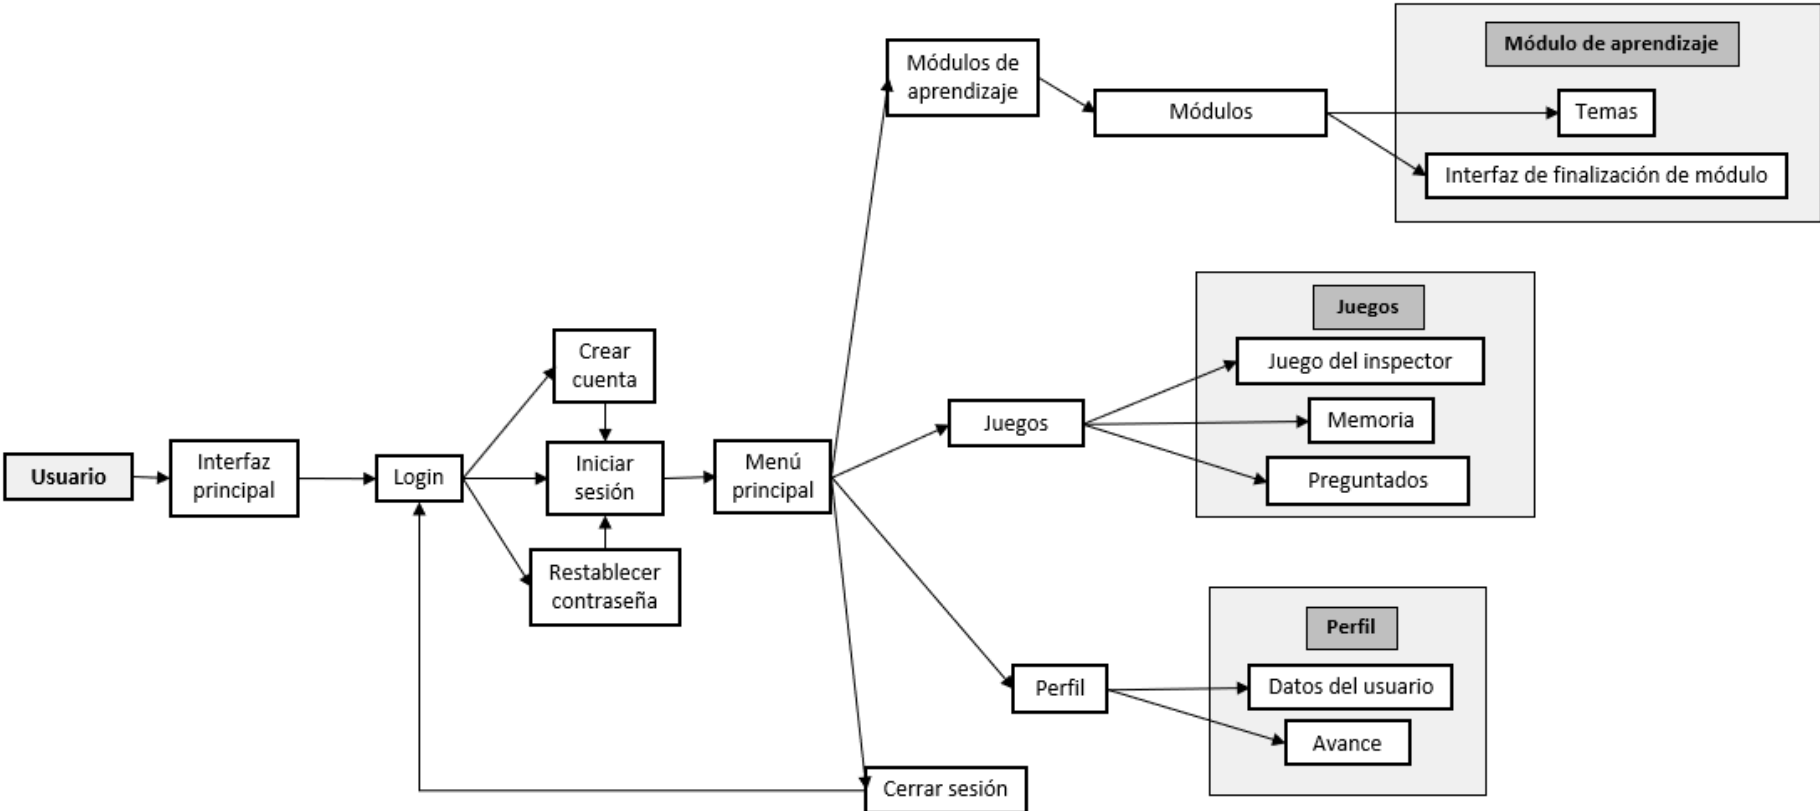 Usuario
Interfaz
principal
Login
Crear
cuenta
Iniciar
sesión
Restablecer
contraseña
Menú
principal
Módulos de
aprendizaje
Módulos
Módulo de aprendizaje
Temas
Interfaz de finalización de módulo
Juegos
Juegos
Juego del inspector
Memoria
Preguntados
Perfil
Perfil
Datos del usuario
Avance
Cerrar sesión